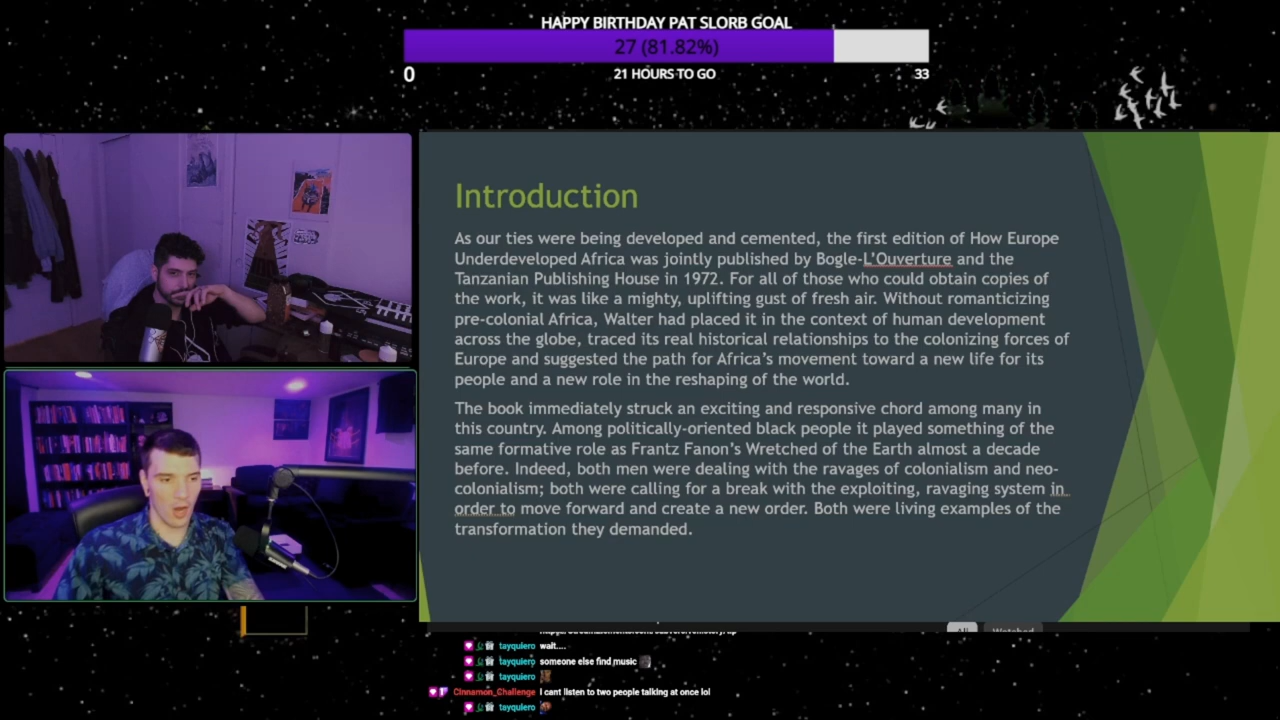 HAPPY BIRTHDAY PAT SLORB GOAL
27 (81.82%)
0
21 HOURS TO GO
33
Introduction
As our ties were being developed and cemented, the first edition of How Europe
Underdeveloped Africa was jointly published by Bogle-L'Ouverture and the
Tanzanian Publishing House in 1972. For all of those who could obtain copies of
the work, it was like a mighty, uplifting gust of fresh air. Without romanticizing
pre-colonial Africa, Walter had placed it in the context of human development
across the globe, traced its real historical relationships to the colonizing forces of
Europe and suggested the path for Africa's movement toward a new life for its
people and a new role in the reshaping of the world.
The book immediately struck an exciting and responsive chord among many in
this country. Among politically-oriented black people it played something of the
same formative role as Frantz Fanon's Wretched of the Earth almost a decade
before. Indeed, both men were dealing with the ravages of colonialism and neo-
colonialism; both were calling for a break with the exploiting, ravaging system in
order to move forward and create a new order. Both were living examples of the
transformation they demanded.
All
Watched
tayquiero wait....
tayquiero someone else find music
tayquiero
Cinnamon_Challenge I cant listen to two people talking at once lol
tayquiero